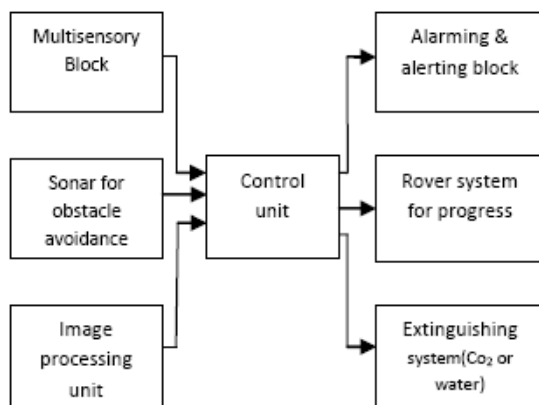 Multisensory
Block
Alarming &
alerting block
Sonar for
obstacle
avoidance
Control
unit
Rover system
for progress
Image
processing
unit
Extinguishing
system(Co₂ or
water)